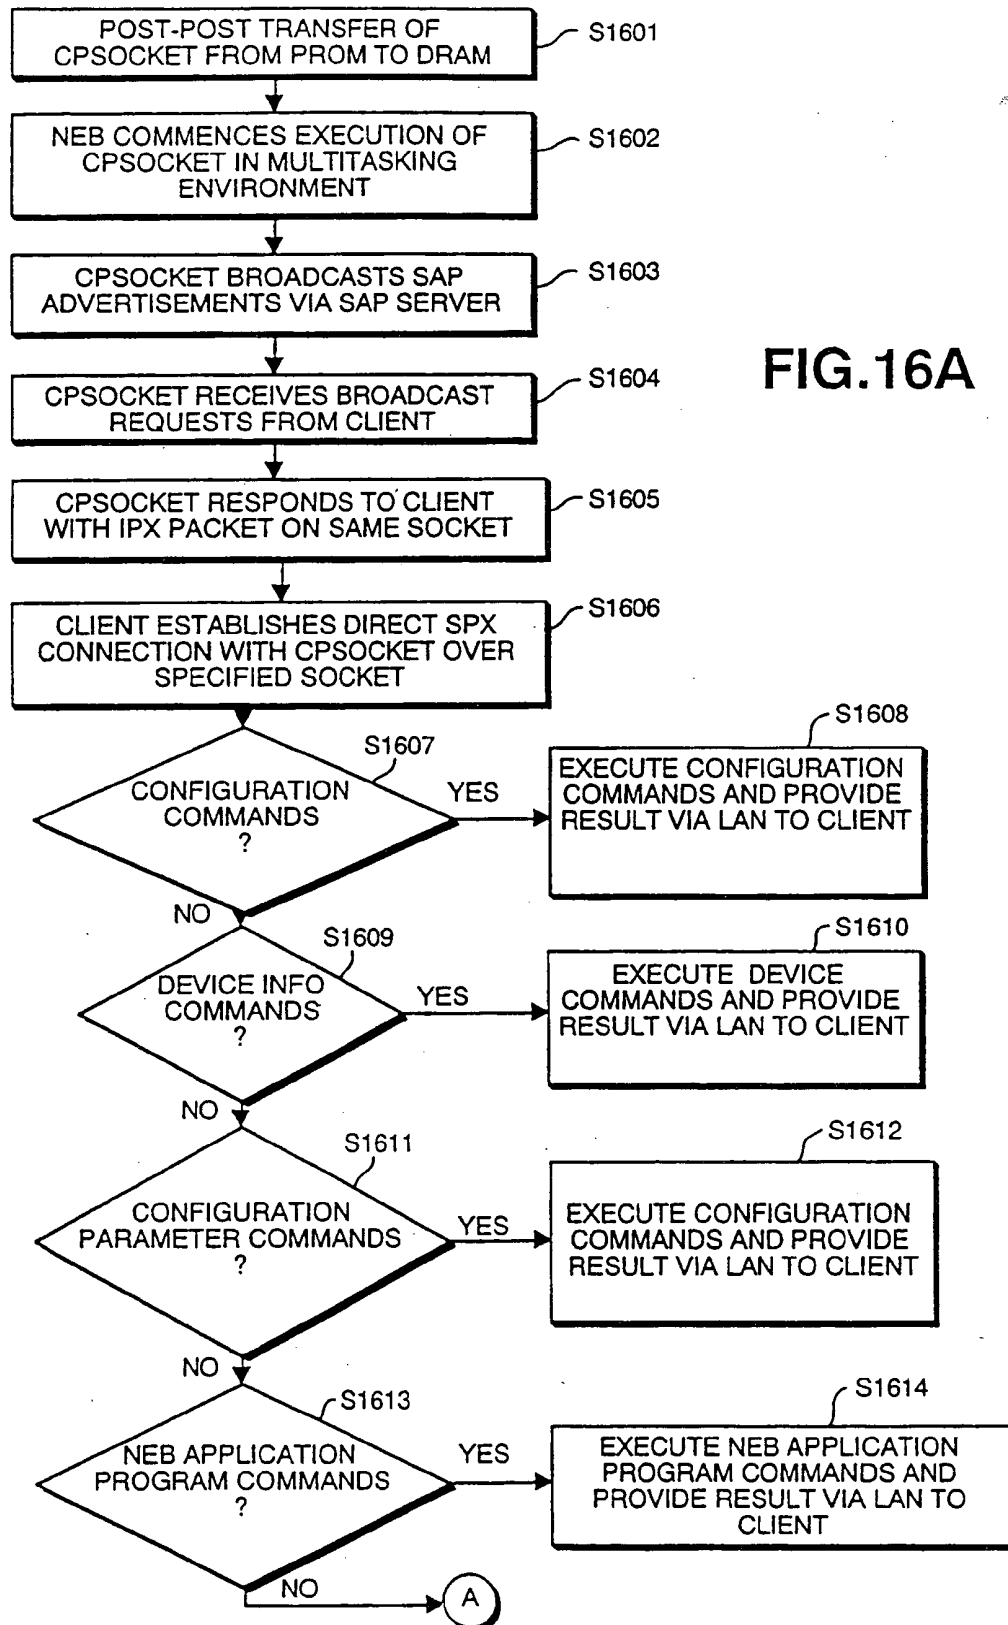 POST-POST TRANSFER OF
CPSOCKET FROM PROM TO DRAM
S1601
NEB COMMENCES EXECUTION OF
CPSOCKET IN MULTITASKING
ENVIRONMENT
S1602
CPSOCKET BROADCASTS SAP
ADVERTISEMENTS VIA SAP SERVER
S1603
FIG.16A
CPSOCKET RECEIVES BROADCAST
REQUESTS FROM CLIENT
S1604
CPSOCKET RESPONDS TO CLIENT
WITH IPX PACKET ON SAME SOCKET
S1605
CLIENT ESTABLISHES DIRECT SPX
CONNECTION WITH CPSOCKET OVER
SPECIFIED SOCKET
S1606
S1607
CONFIGURATION
COMMANDS
?
YES
NO
S1608
EXECUTE CONFIGURATION
COMMANDS AND PROVIDE
RESULT VIA LAN TO CLIENT
S1609
DEVICE INFO
COMMANDS
?
YES
NO
S1610
EXECUTE DEVICE
COMMANDS AND PROVIDE
RESULT VIA LAN TO CLIENT
S1611
CONFIGURATION
PARAMETER COMMANDS
?
YES
NO
S1612
EXECUTE CONFIGURATION
COMMANDS AND PROVIDE
RESULT VIA LAN TO CLIENT
S1613
NEB APPLICATION
PROGRAM COMMANDS
?
YES
NO
S1614
EXECUTE NEB APPLICATION
PROGRAM COMMANDS AND
PROVIDE RESULT VIA LAN TO
CLIENT
A